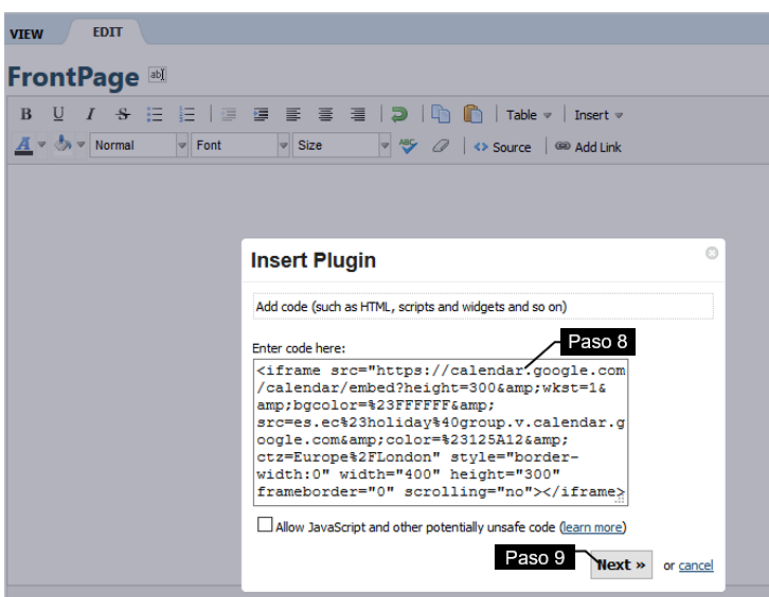 VIEW EDIT
FrontPage ab
B U I S Table Insert
A Normal Font Size ABC <> Source Add Link
Insert Plugin
Add code (such as HTML, scripts and widgets and so on)
Paso 8
Enter code here:
<iframe src="https://calendar.google.com
/calendar/embed?height=300&amp;wkst=1&
amp;bgcolor=%23FFFFFF&amp;
src=es.ec%23holiday%40group.v.calendar.g
oogle.com&amp;color=%23125A12&amp;
ctz=Europe%2FLondon" style="border-
width:0" width="400" height="300"
frameborder="0" scrolling="no"></iframe>
Allow JavaScript and other potentially unsafe code (learn more)
Paso 9
Next » or cancel